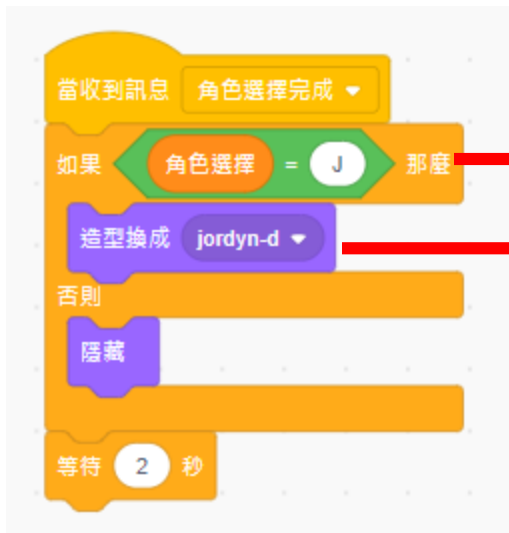 當收到訊息 角色選擇完成
如果 角色選擇 = J 那麼
造型換成 jordyn-d
否則
隱藏
等待 2 秒